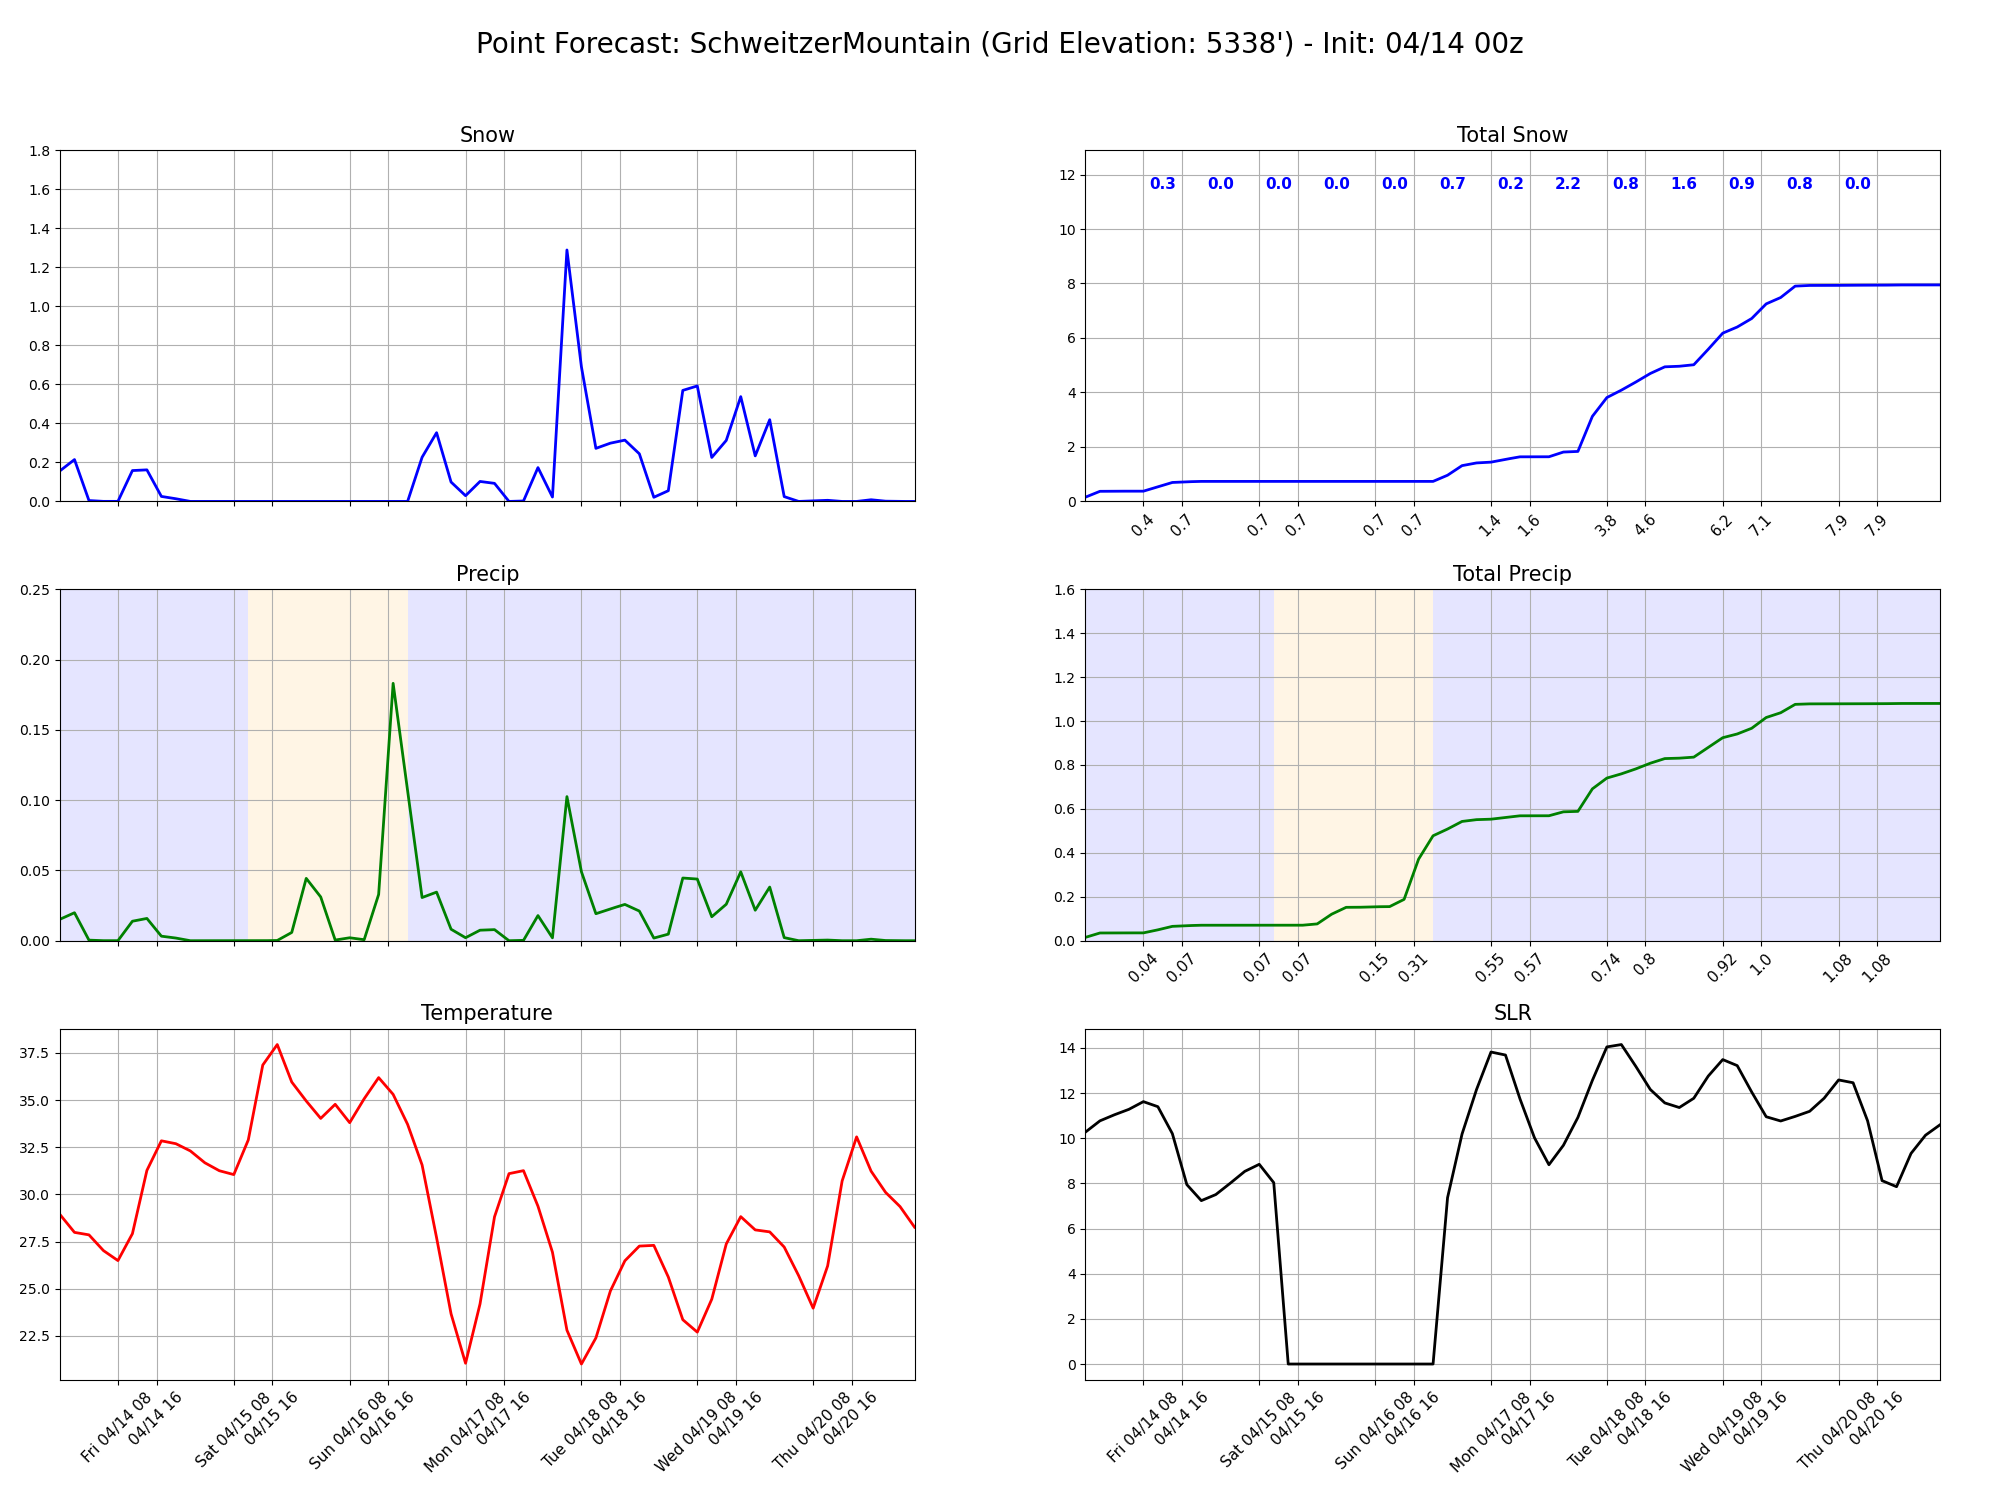 Point Forecast: SchweitzerMountain (Grid Elevation: 5338') - Init: 04/14 00z
Snow
1.8
1.6
1.4
1.2
1.0
0.8
0.6
0.4
0.2
0.0
Total Snow
12
10
8
6
4
2
0
0.3 0.0 0.0 0.0 0.0 0.7 0.2 2.2 0.8 1.6 0.9 0.8 0.0
0.4 0.7 0.7 0.7 0.7 0.7 1.4 1.6 3.8 4.6 6.2 7.1 7.9 7.9
Precip
0.25
0.20
0.15
0.10
0.05
0.00
Total Precip
1.6
1.4
1.2
1.0
0.8
0.6
0.4
0.2
0.0
0.04 0.07 0.07 0.07 0.15 0.31 0.55 0.57 0.74 0.8 0.92 1.0 1.08 1.08
Temperature
37.5
35.0
32.5
30.0
27.5
25.0
22.5
Fri 04/14 08
04/14 16
Sat 04/15 08
04/15 16
Sun 04/16 08
04/16 16
Mon 04/17 08
04/17 16
Tue 04/18 08
04/18 16
Wed 04/19 08
04/19 16
Thu 04/20 08
04/20 16
SLR
14
12
10
8
6
4
2
0
Fri 04/14 08
04/14 16
Sat 04/15 08
04/15 16
Sun 04/16 08
04/16 16
Mon 04/17 08
04/17 16
Tue 04/18 08
04/18 16
Wed 04/19 08
04/19 16
Thu 04/20 08
04/20 16